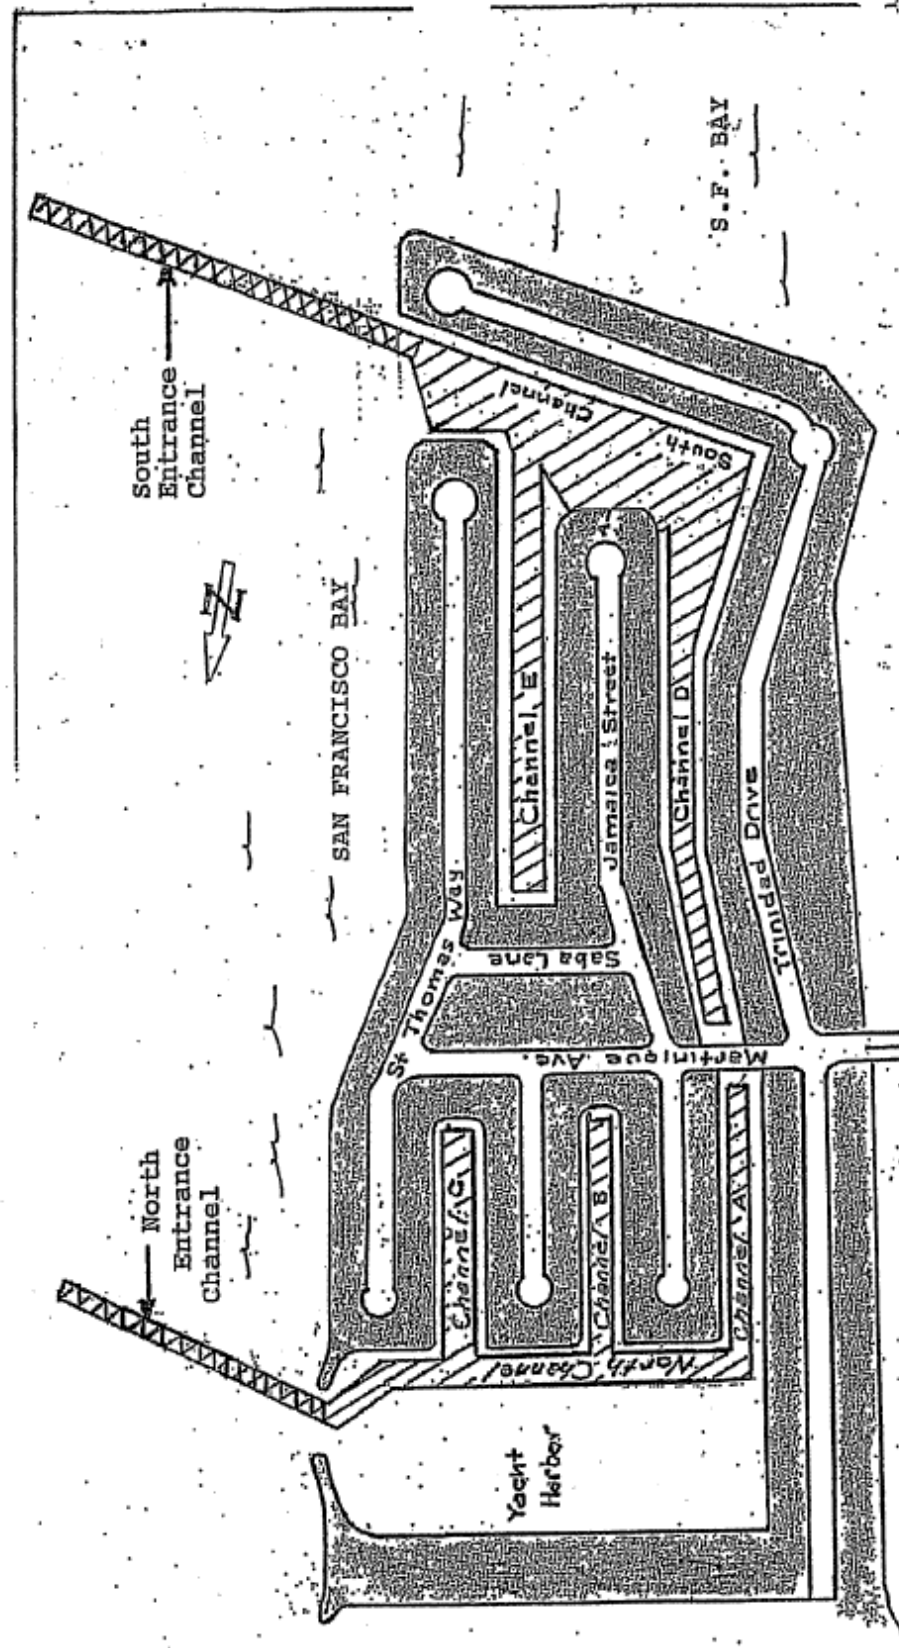 S.F. BAY
South
Entrance
Channel
SAN FRANCISCO BAY
South
Channel
Channel E
Jamaica Street
Channel D
Trinidad Drive
St Thomas Way
Saba Lane
Martinique Ave.
North
Entrance
Channel
Channel B
Channel A
North Channel
Yacht
Harbor
N